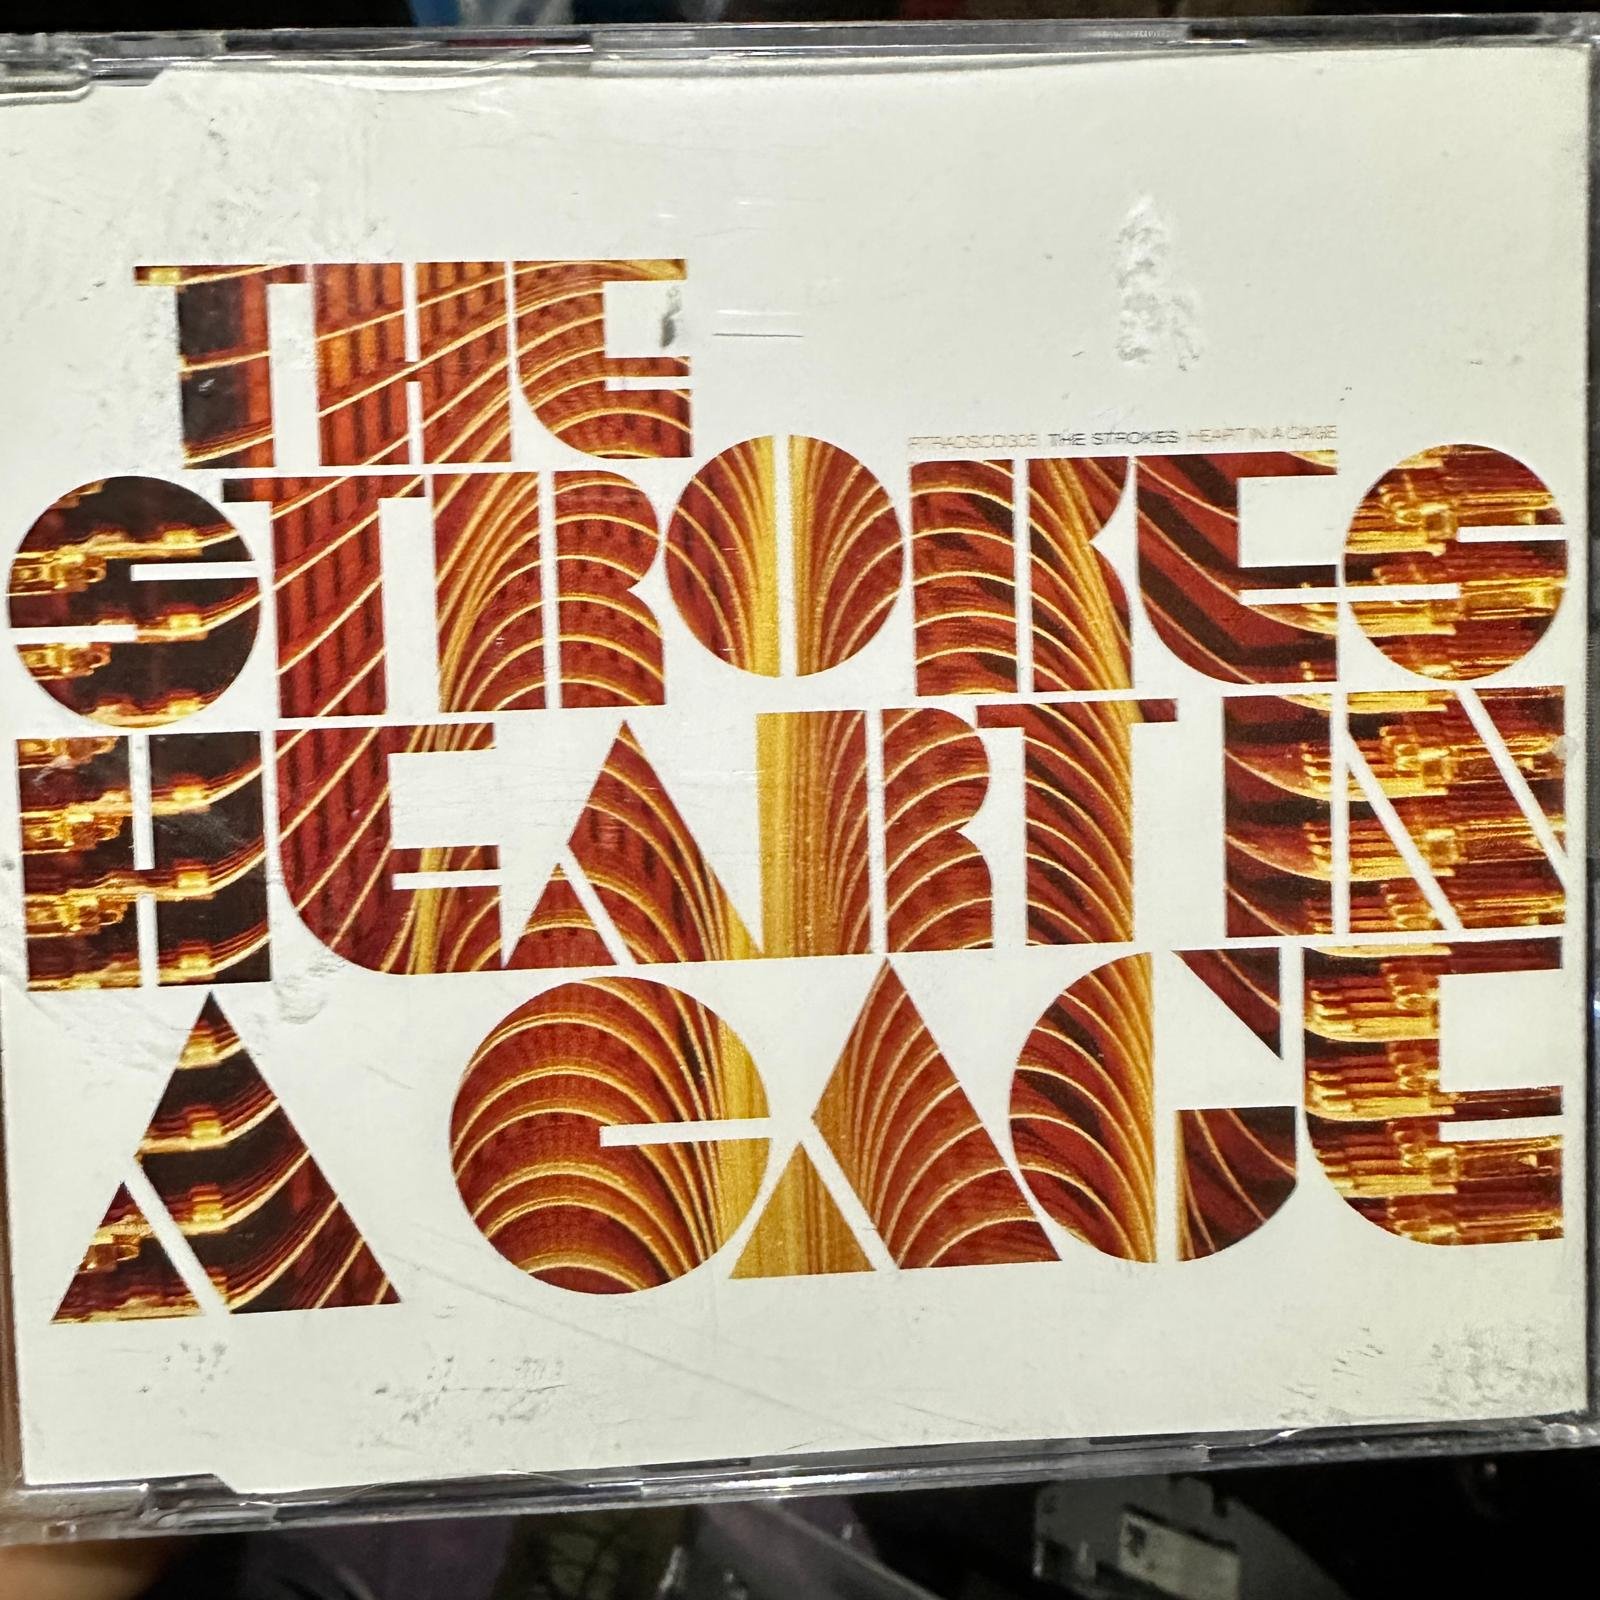 THE
RTRADSCD305 THE STROKES HEART IN A CAGE
STROKES
HEART IN
A CAGE